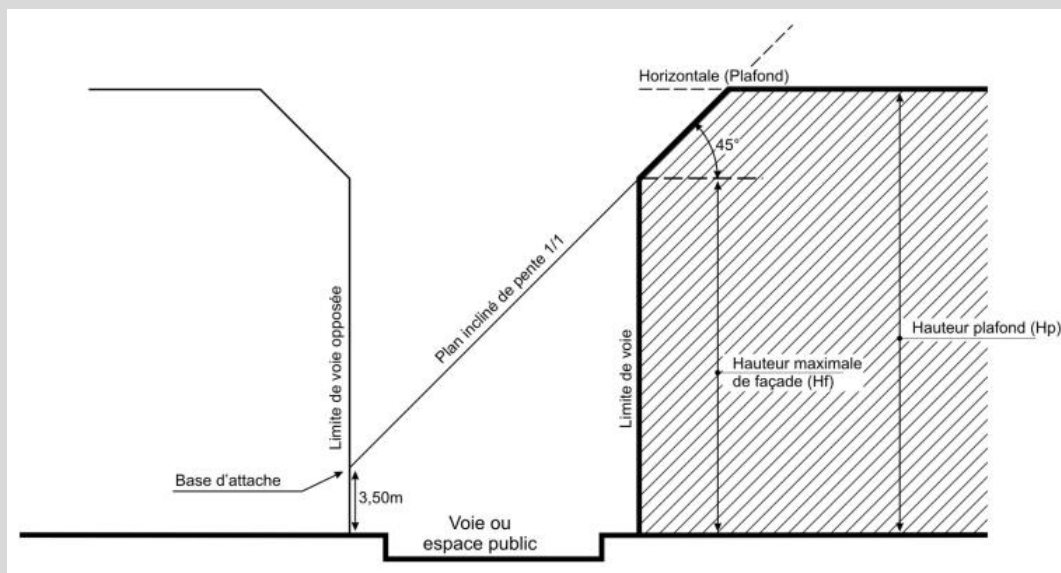 Horizontale (Plafond)
45°
Plan incliné de pente 1/1
Limite de voie opposée
Limite de voie
Hauteur plafond (Hp)
Hauteur maximale
de façade (Hf)
Base d'attache
3,50m
Voie ou
espace public